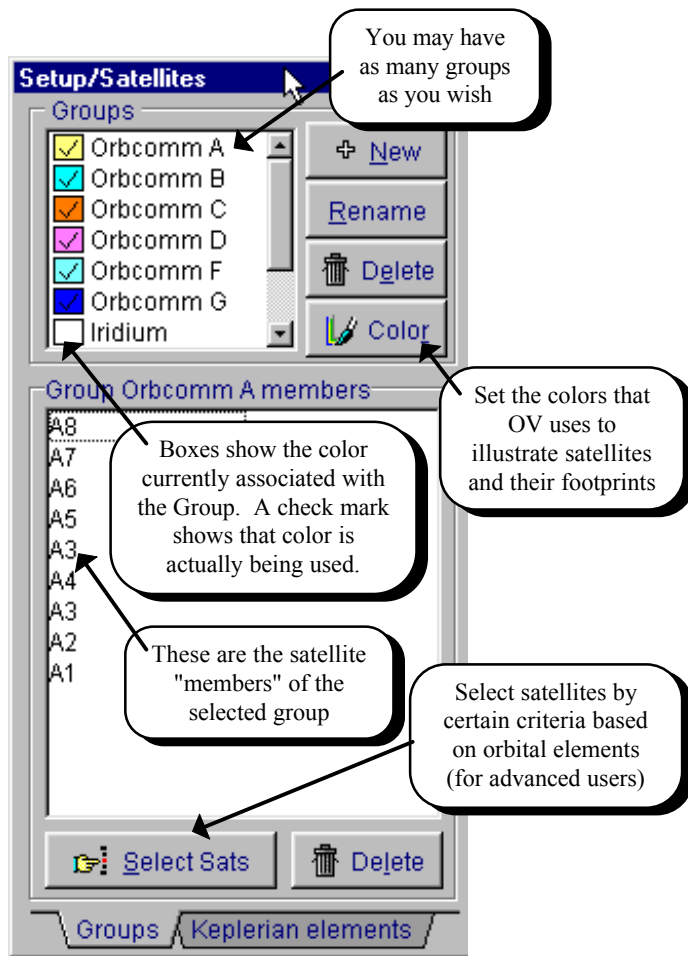 You may have
as many groups
as you wish
Setup/Satellites
Groups
Orbcomm A
Orbcomm B
Orbcomm C
Orbcomm D
Orbcomm F
Orbcomm G
Iridium
New
Rename
Delete
Color
Set the colors that
OV uses to
illustrate satellites
and their footprints
Group Orbcomm A members
A8
A7
A6
A5
A3
A4
A3
A2
A1
Boxes show the color
currently associated with
the Group. A check mark
shows that color is
actually being used.
These are the satellite
"members" of the
selected group
Select satellites by
certain criteria based
on orbital elements
(for advanced users)
Select Sats
Delete
Groups
Keplerian elements